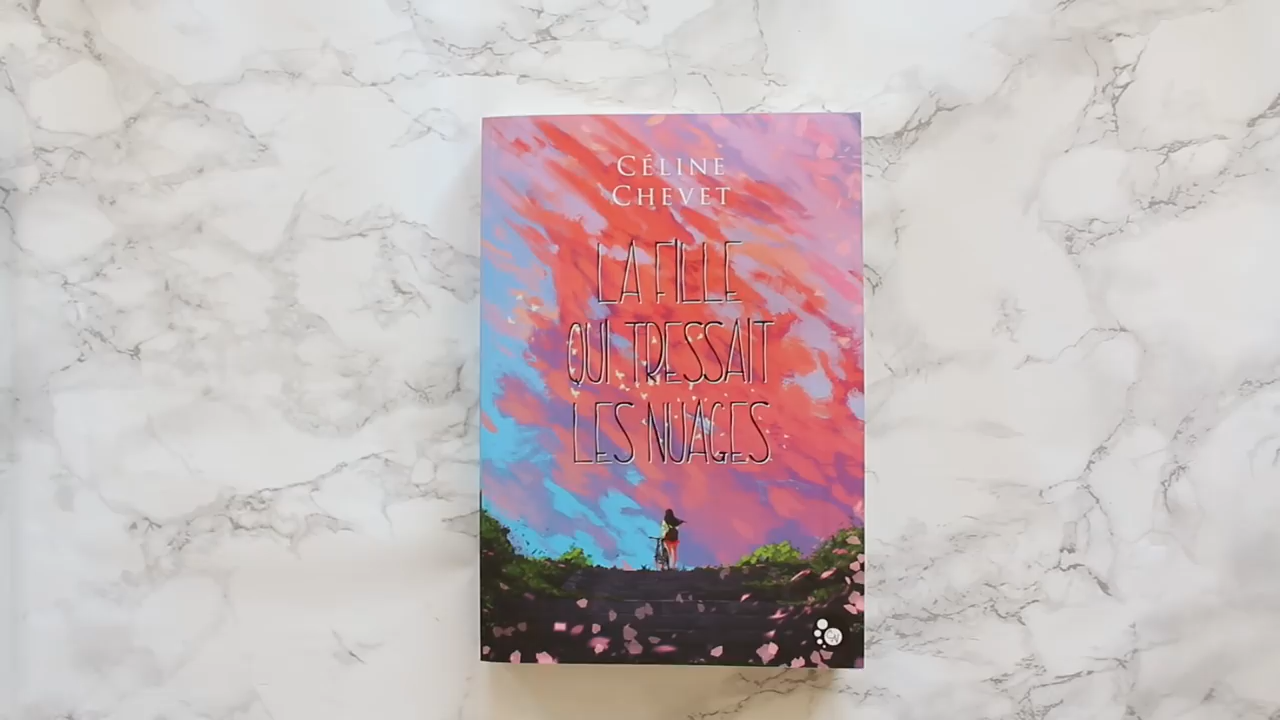 CÉLINE
CHEVET
LA FILLE
QUI TRESSAIT
LES NUAGES